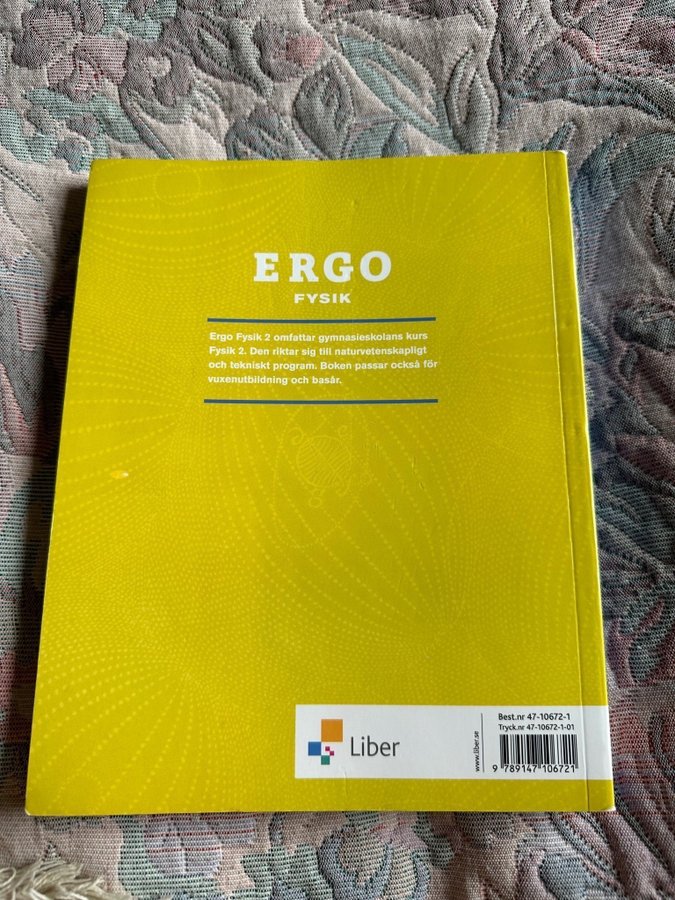 ERGO
FYSIK
Ergo Fysik 2 omfattar gymnasieskolans kurs
Fysik 2. Den riktar sig till naturvetenskapligt
och tekniskt program. Boken passar också för
vuxenutbildning och basår.
Liber
www.liber.se
Best.nr 47-10672-1
Tryck.nr 47-10672-1-01
9 789147 106721